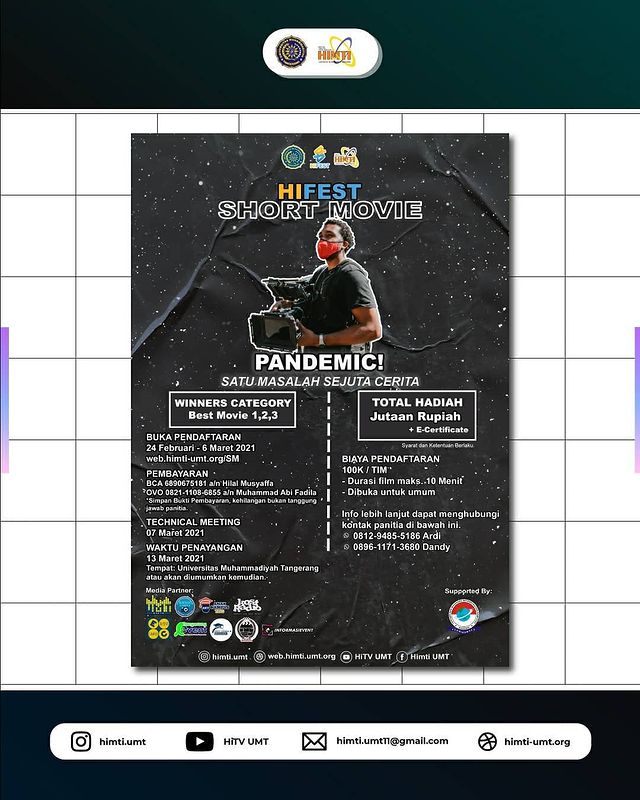 HIMTI
HIFEST
HIMTI
HIFEST
SHORT MOVIE
PANDEMIC!
SATU MASALAH SEJUTA CERITA
WINNERS CATEGORY
Best Movie 1,2,3
TOTAL HADIAH
Jutaan Rupiah
+ E-Certificate
Syarat dan Ketentuan Berlaku.
BUKA PENDAFTARAN
24 Februari - 6 Maret 2021
web.himti-umt.org/SM
PEMBAYARAN
BCA 6890675181 a/n Hilal Musyaffa
OVO 0821-1108-6855 a/n Muhammad Abi Fadila
*Simpan Bukti Pembayaran, kehilangan bukan tanggung
jawab panitia.
TECHNICAL MEETING
07 Maret 2021
WAKTU PENAYANGAN
13 Maret 2021
Tempat: Universitas Muhammadiyah Tangerang
atau akan diumumkan kemudian.
BIAYA PENDAFTARAN
100K / TIM
- Durasi film maks. 10 Menit
- Dibuka untuk umum
Info lebih lanjut dapat menghubungi
kontak panitia di bawah ini.
0812-9485-5186 Ardi
0896-1171-3680 Dandy
Media Partner:
Supported By:
INFORMASIEVENT
himti.umt
web.himti.umt.org
HiTV UMT
Himti UMT
himti.umt
HiTV UMT
himti.umt11@gmail.com
himti-umt.org